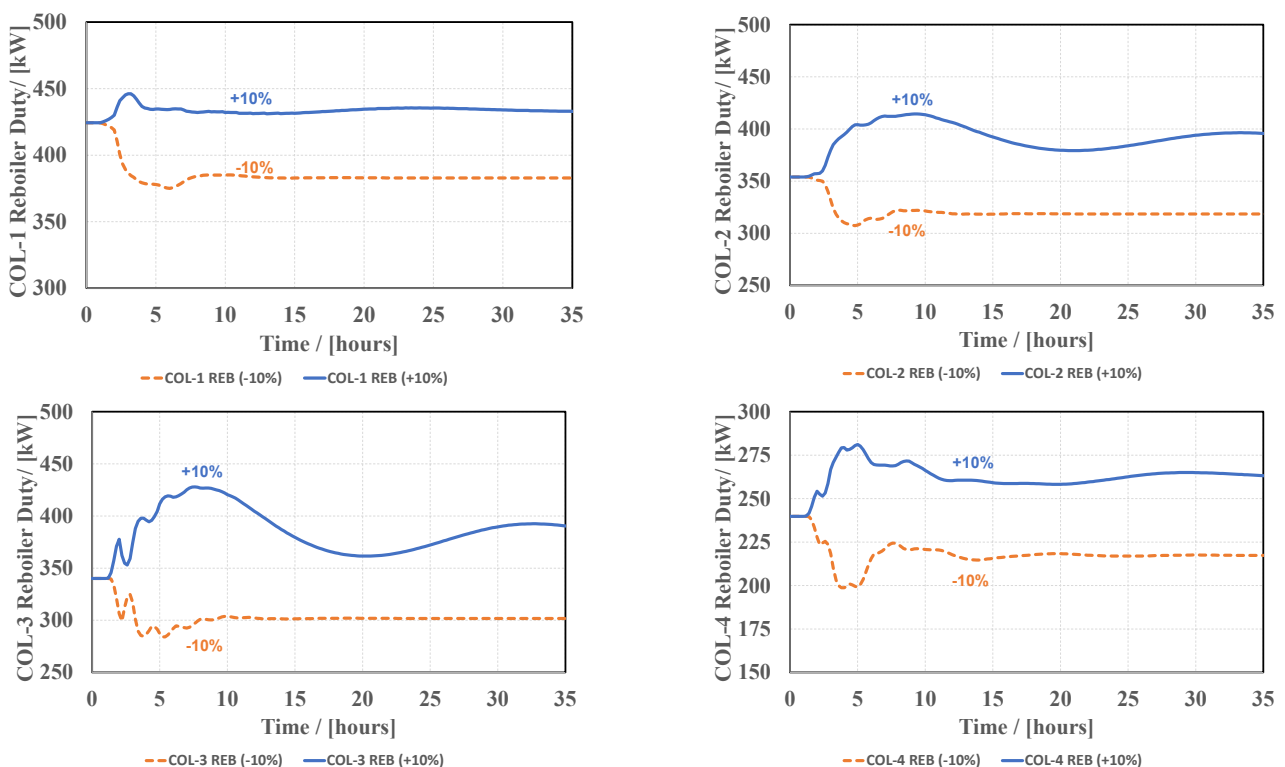 COL-1 Reboiler Duty/ [kW]
500
450
400
350
300
+10%
-10%
0 5 10 15 20 25 30 35
Time / [hours]
COL-1 REB (-10%) COL-1 REB (+10%)
COL-2 Reboiler Duty/ [kW]
500
450
400
350
300
250
+10%
-10%
0 5 10 15 20 25 30 35
Time / [hours]
COL-2 REB (-10%) COL-2 REB (+10%)
COL-3 Reboiler Duty/ [kW]
500
450
400
350
300
250
+10%
-10%
0 5 10 15 20 25 30 35
Time / [hours]
COL-3 REB (-10%) COL-3 REB (+10%)
COL-4 Reboiler Duty/ [kW]
300
275
250
225
200
175
150
+10%
-10%
0 5 10 15 20 25 30 35
Time / [hours]
COL-4 REB (-10%) COL-4 REB (+10%)